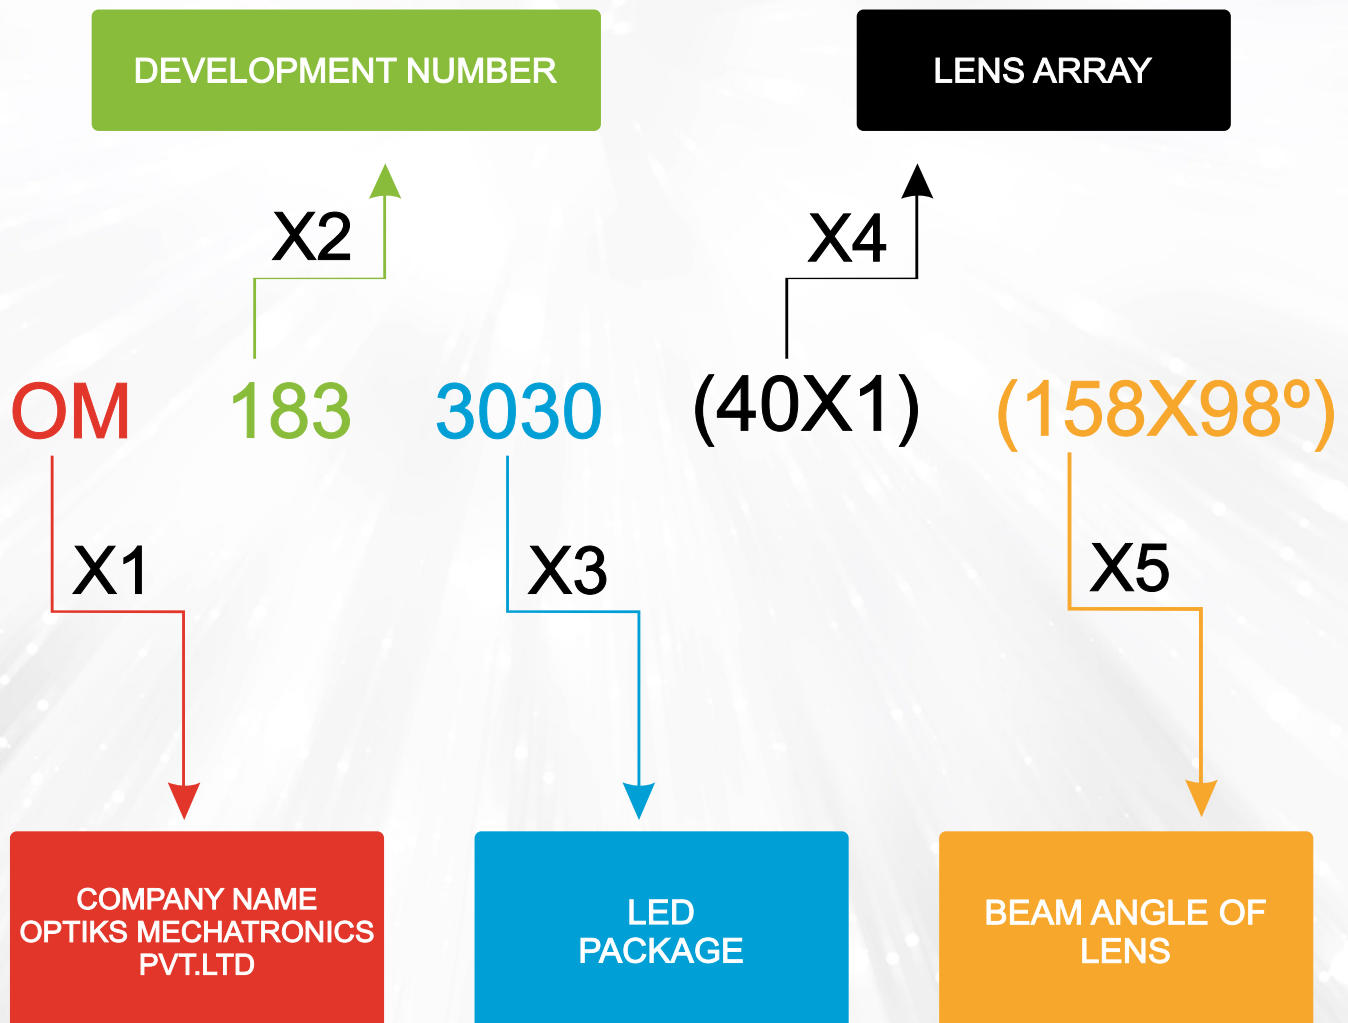 DEVELOPMENT NUMBER
LENS ARRAY
X2
X4
OM 183 3030 (40X1) (158X98º)
X1
X3
X5
COMPANY NAME
OPTIKS MECHATRONICS
PVT.LTD
LED
PACKAGE
BEAM ANGLE OF
LENS